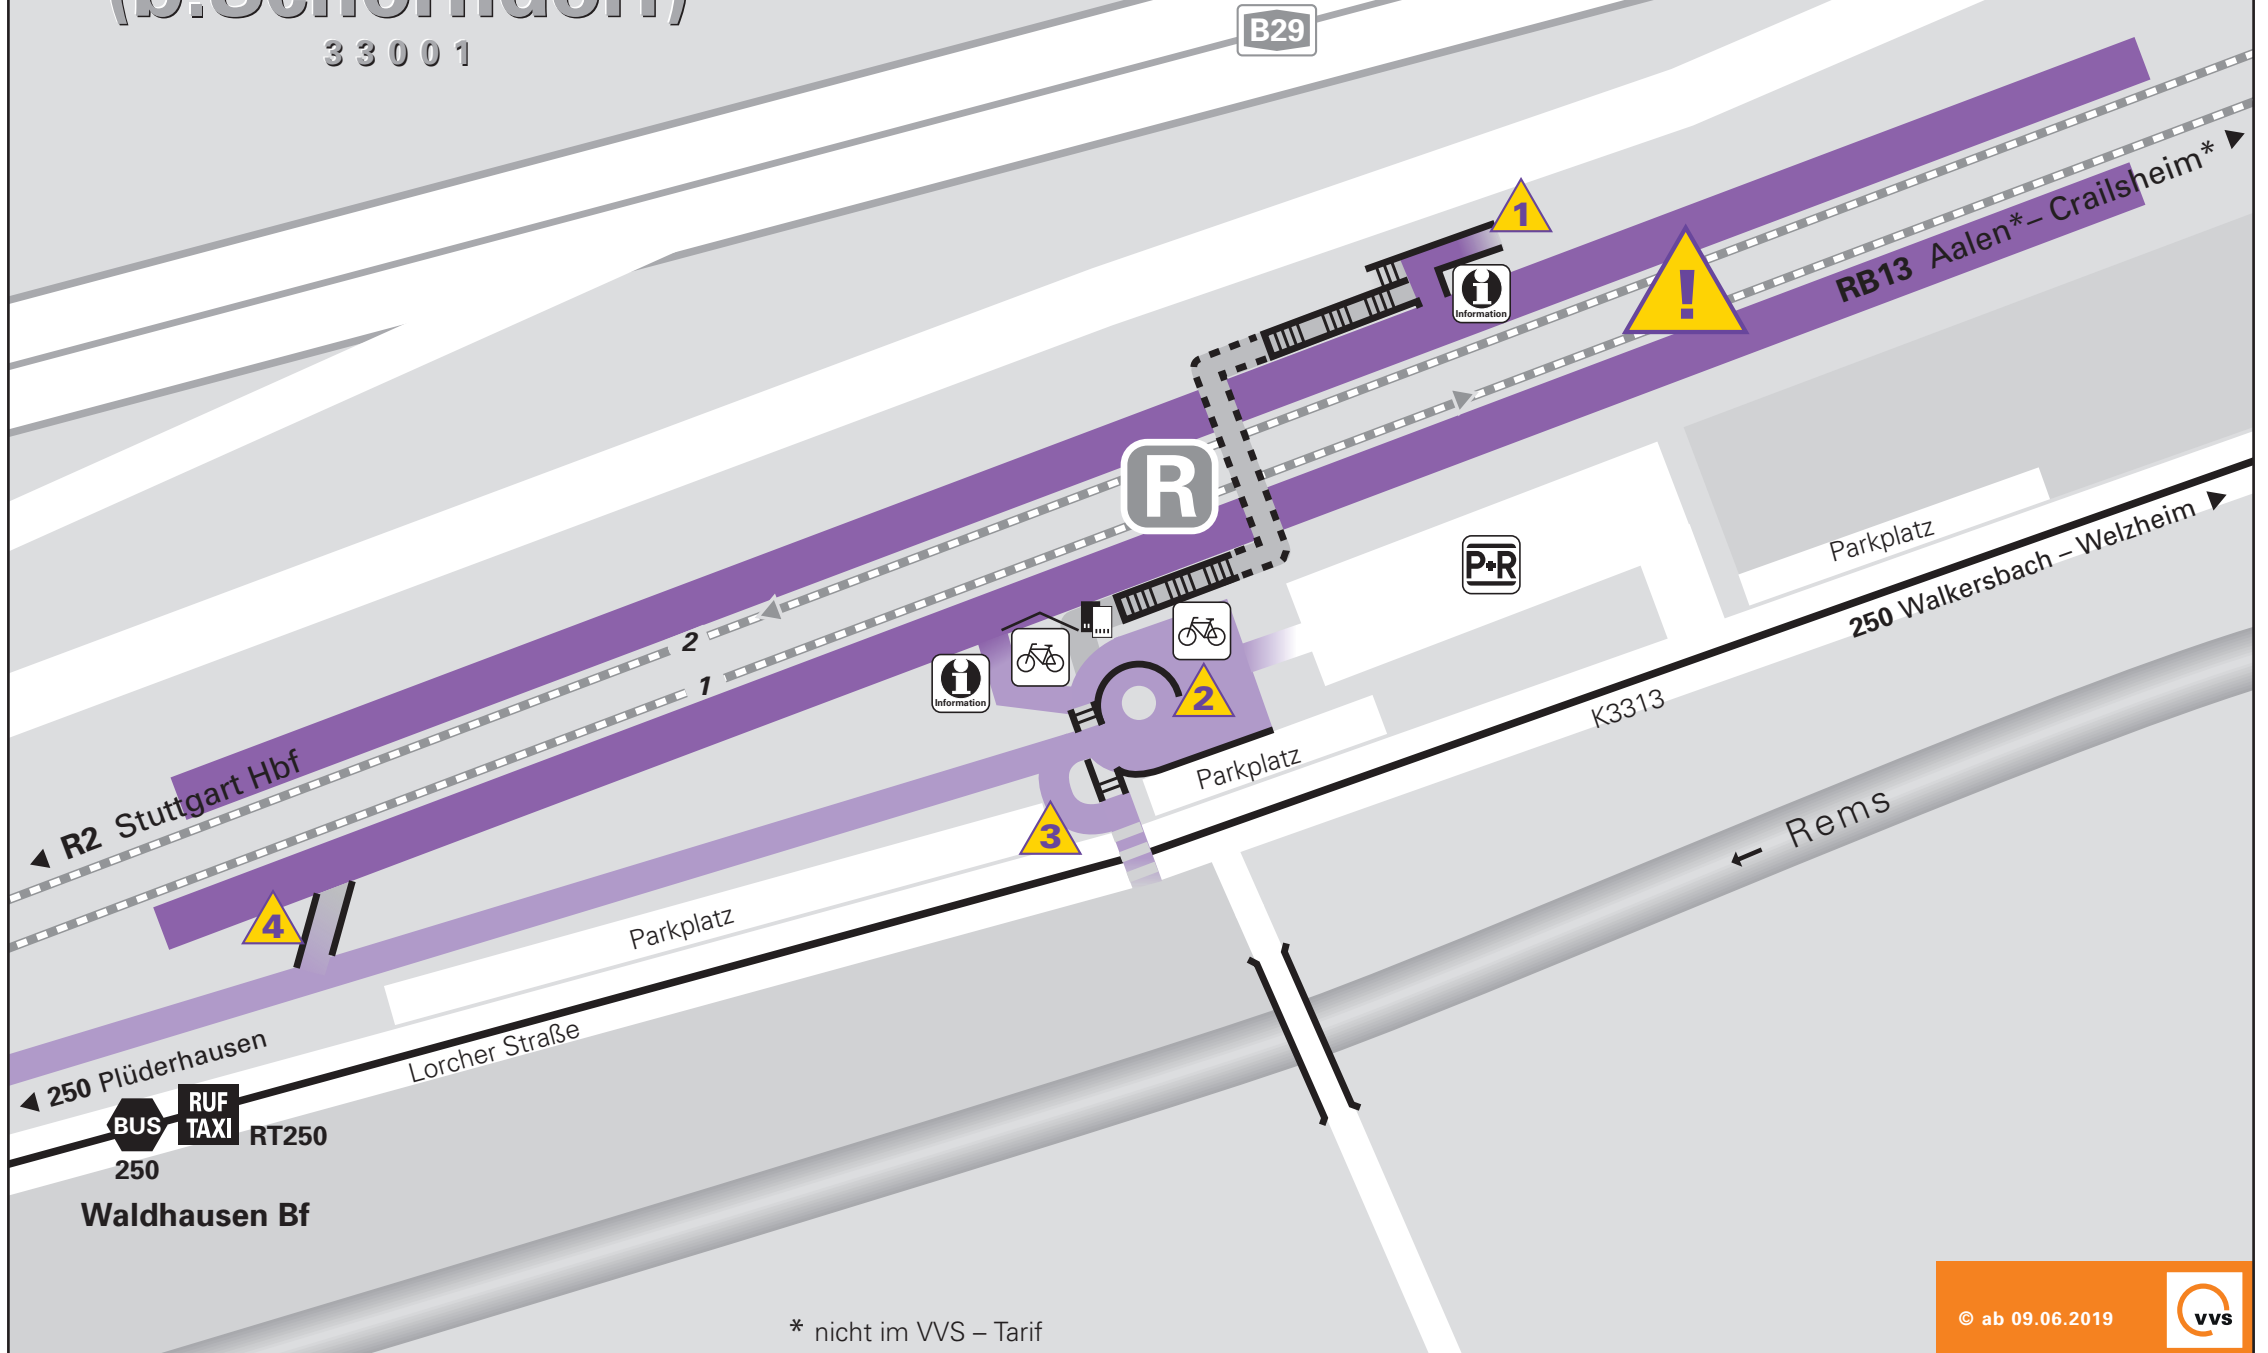 (b.Schorndorf)
33001
B29
1
Information
!
RB13 Aalen*– Crailsheim*
R
P+R
Parkplatz
250 Walkersbach – Welzheim
K3313
2
1
Information
2
Parkplatz
3
Rems
R2 Stuttgart Hbf
4
Parkplatz
Lorcher Straße
250 Plüderhausen
BUS
RUF
TAXI
RT250
250
Waldhausen Bf
* nicht im VVS – Tarif
© ab 09.06.2019
VVS